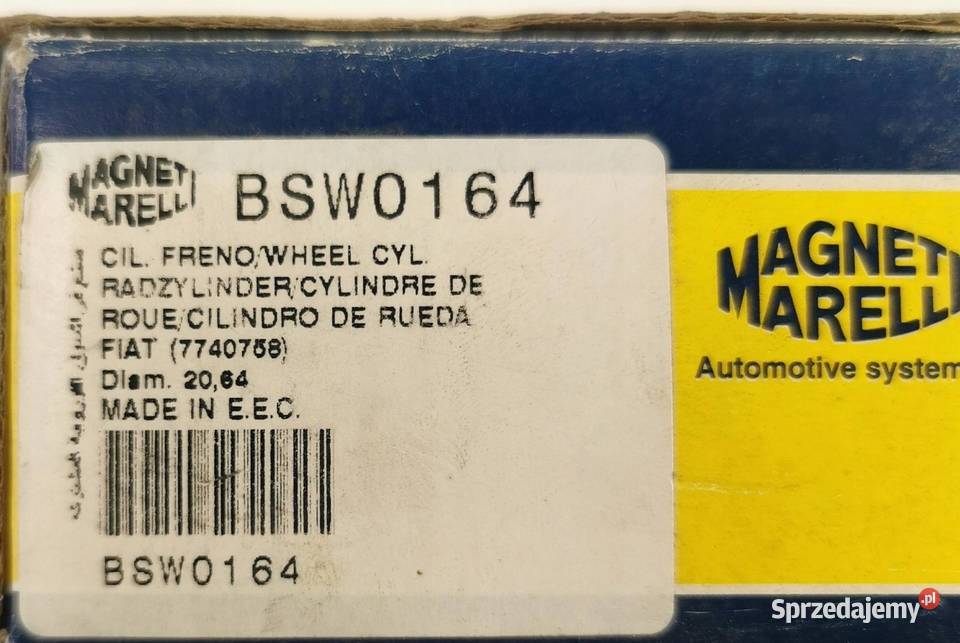 MAGNETI
MARELLI
BSW0164
CIL. FRENO/WHEEL CYL.
RADZYLINDER/CYLINDRE DE
ROUE/CILINDRO DE RUEDA
FIAT (7740758)
Diam. 20,64
MADE IN E.E.C.
BSW0164
MAGNETI
MARELLI
Automotive system
Sprzedajemy.pl